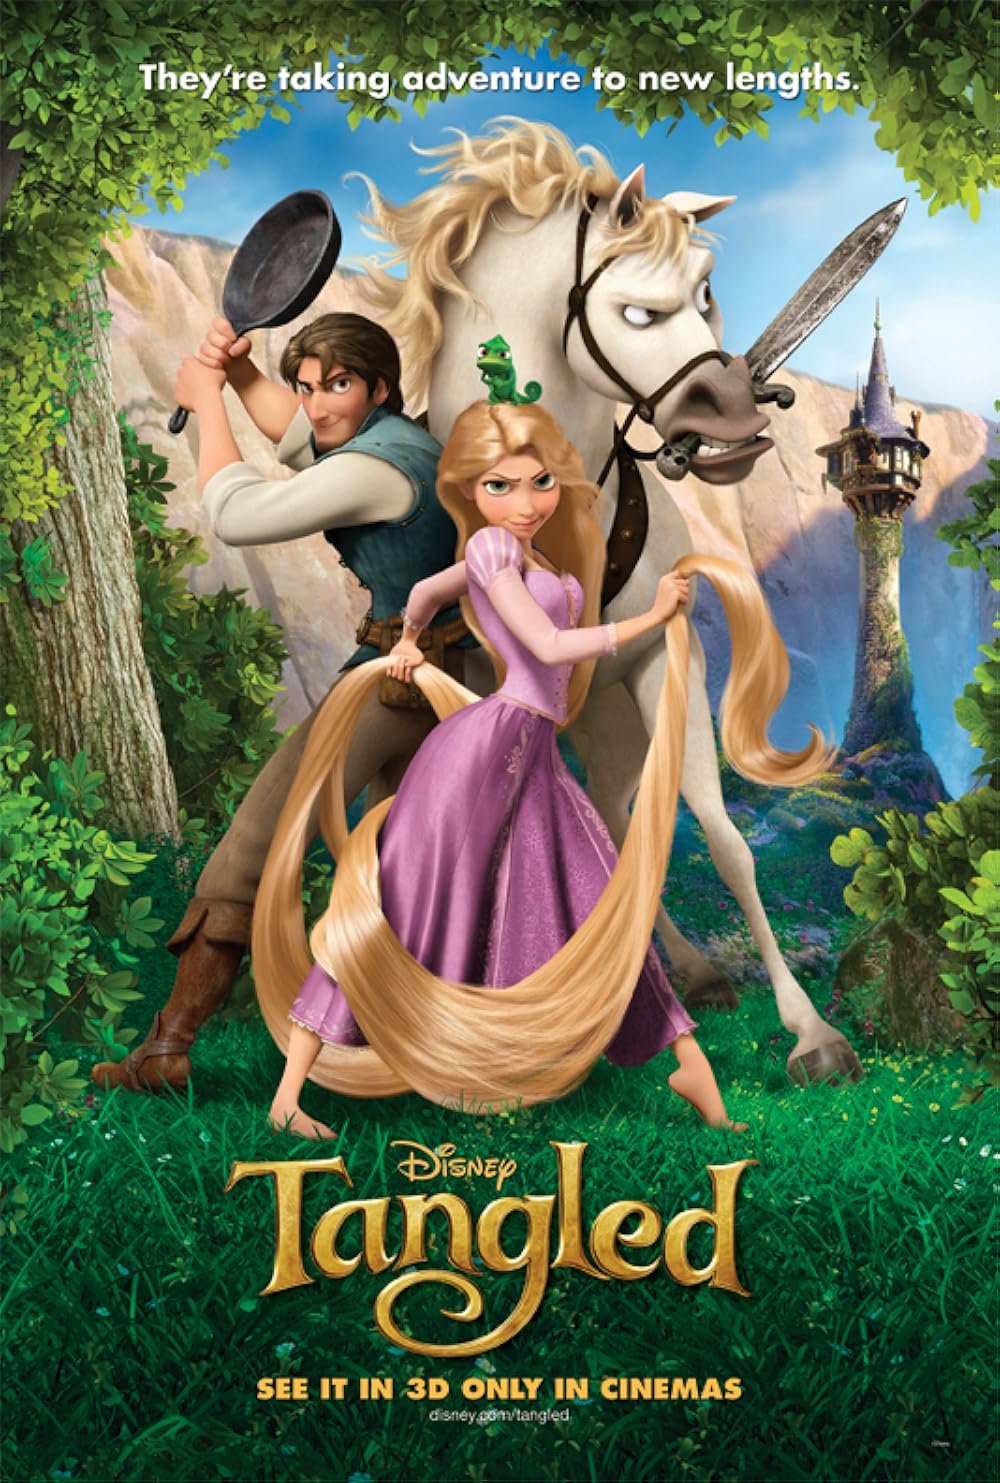 They're taking adventure to new lengths.
Disney
Tangled
SEE IT IN 3D ONLY IN CINEMAS
disney.com/tangled